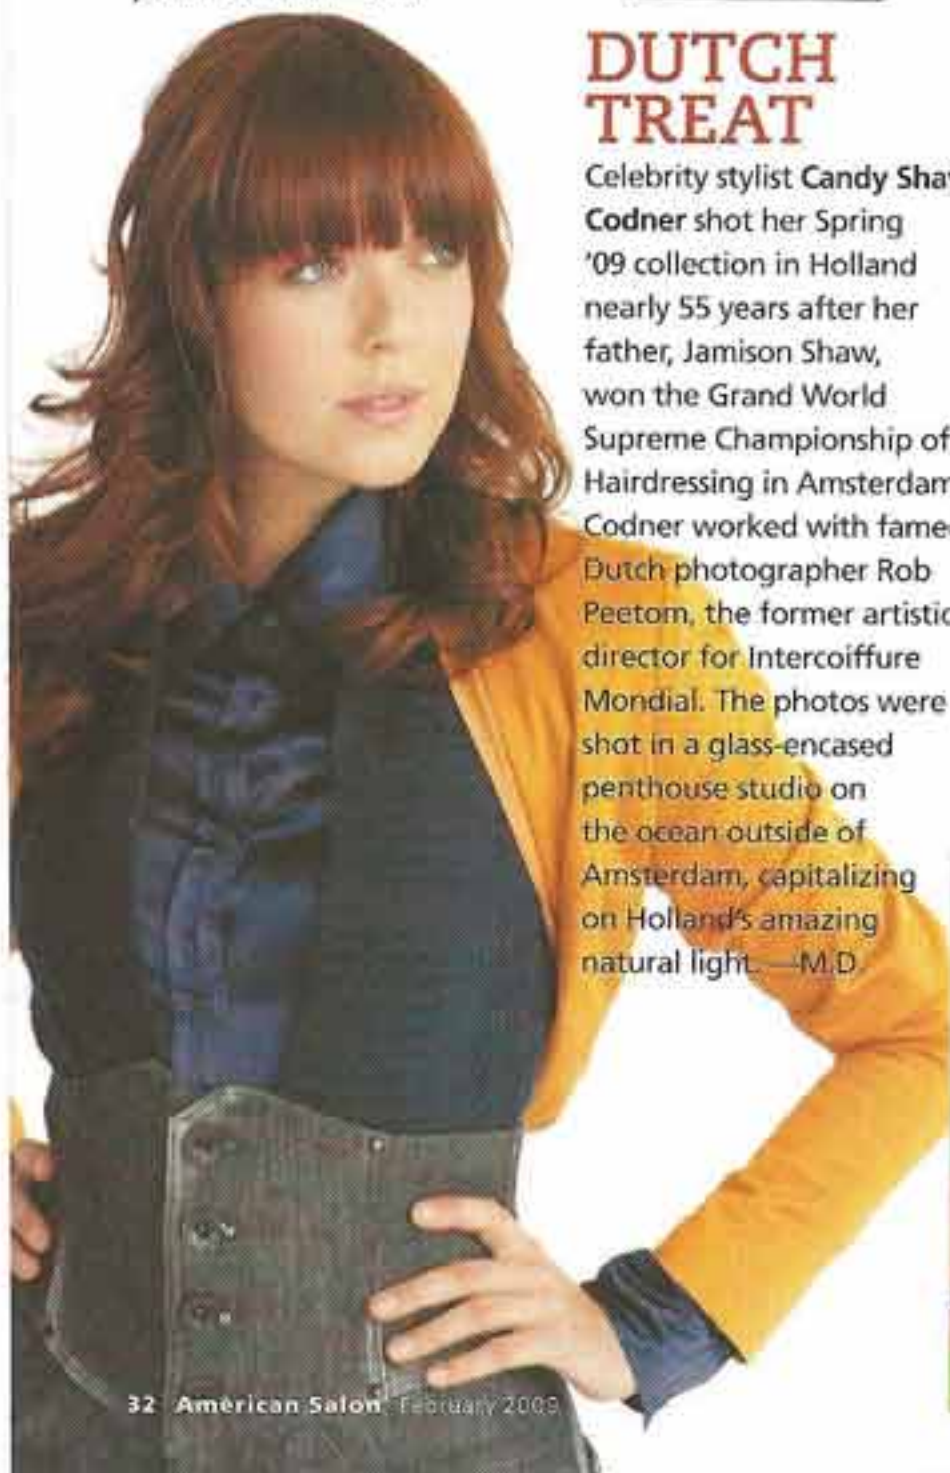 DUTCH
TREAT
Celebrity stylist Candy Sha
Codner shot her Spring
'09 collection in Holland
nearly 55 years after her
father, Jamison Shaw,
won the Grand World
Supreme Championship of
Hairdressing in Amsterdam
Codner worked with fame
Dutch photographer Rob
Peetom, the former artistic
director for Intercoiffure
Mondial. The photos were
shot in a glass-encased
penthouse studio on
the ocean outside of
Amsterdam, capitalizing
on Holland's amazing
natural light. —M.D.
32 American Salon February 2009